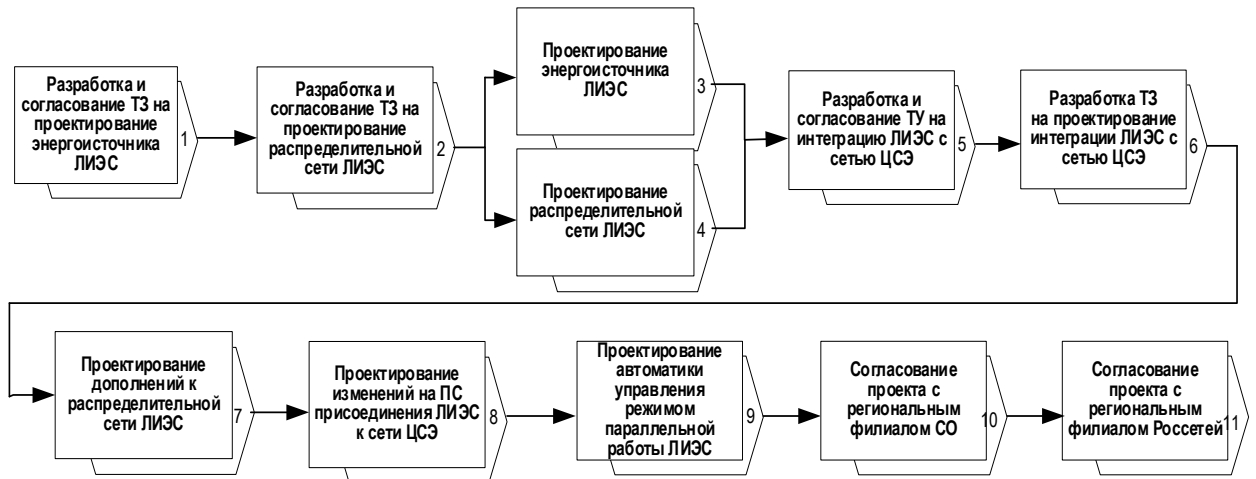 Разработка и
согласование ТЗ на
проектирование
энергоисточника
ЛИЭС
1
Разработка и
согласование ТЗ на
проектирование
распределительной
сети ЛИЭС
2
Проектирование
энергоисточника
ЛИЭС
3
Проектирование
распределительной
сети ЛИЭС
4
Разработка и
согласование ТУ на
интеграцию ЛИЭС с
сетью ЦСЭ
5
Разработка ТЗ
на проектирование
интеграции ЛИЭС с
сетью ЦСЭ
6
Проектирование
дополнений к
распределительной
сети ЛИЭС
7
Проектирование
изменений на ПС
присоединения ЛИЭС
к сети ЦСЭ
8
Проектирование
автоматики
управления
режимом
параллельной
работы ЛИЭС
9
Согласование
проекта с
региональным
филиалом СО
10
Согласование
проекта с
региональным
филиалом Россетей
11